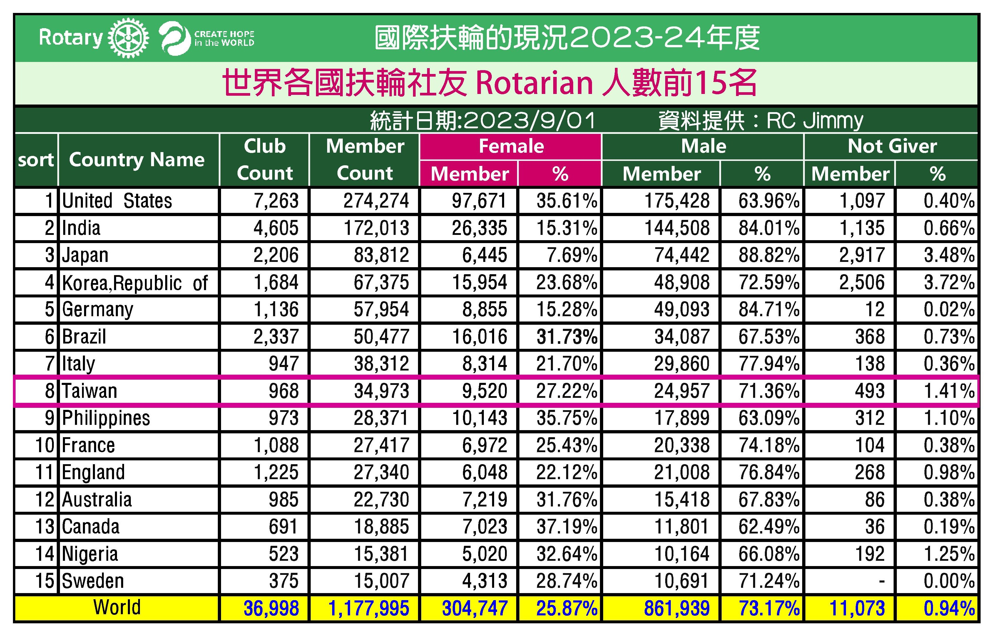 Rotary CREATE HOPE in the WORLD 國際扶輪的現況2023-24年度
世界各國扶輪社友 Rotarian 人數前15名
統計日期:2023/9/01 資料提供：RC Jimmy
sort Country Name Club Count Member Count Female Male Not Giver
Member % Member % Member %
1 United States 7,263 274,274 97,671 35.61% 175,428 63.96% 1,097 0.40%
2 India 4,605 172,013 26,335 15.31% 144,508 84.01% 1,135 0.66%
3 Japan 2,206 83,812 6,445 7.69% 74,442 88.82% 2,917 3.48%
4 Korea,Republic of 1,684 67,375 15,954 23.68% 48,908 72.59% 2,506 3.72%
5 Germany 1,136 57,954 8,855 15.28% 49,093 84.71% 12 0.02%
6 Brazil 2,337 50,477 16,016 31.73% 34,087 67.53% 368 0.73%
7 Italy 947 38,312 8,314 21.70% 29,860 77.94% 138 0.36%
8 Taiwan 968 34,973 9,520 27.22% 24,957 71.36% 493 1.41%
9 Philippines 973 28,371 10,143 35.75% 17,899 63.09% 312 1.10%
10 France 1,088 27,417 6,972 25.43% 20,338 74.18% 104 0.38%
11 England 1,225 27,340 6,048 22.12% 21,008 76.84% 268 0.98%
12 Australia 985 22,730 7,219 31.76% 15,418 67.83% 86 0.38%
13 Canada 691 18,885 7,023 37.19% 11,801 62.49% 36 0.19%
14 Nigeria 523 15,381 5,020 32.64% 10,164 66.08% 192 1.25%
15 Sweden 375 15,007 4,313 28.74% 10,691 71.24% - 0.00%
World 36,998 1,177,995 304,747 25.87% 861,939 73.17% 11,073 0.94%